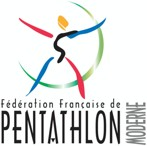 Fédération Française de
PENTATHLON
MODERNE